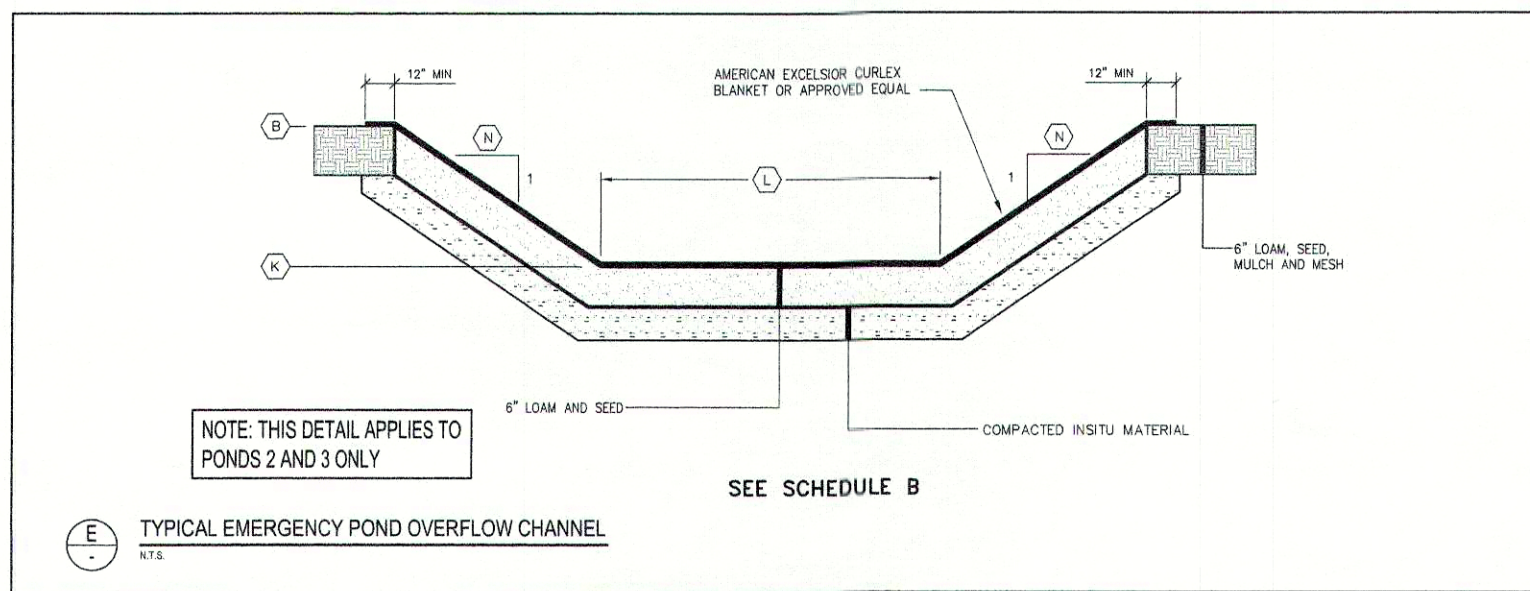 12" MIN
AMERICAN EXCELSIOR CURLEX
BLANKET OR APPROVED EQUAL
12" MIN
B
N
N
1
1
L
K
6" LOAM, SEED,
MULCH AND MESH
6" LOAM AND SEED
COMPACTED INSITU MATERIAL
NOTE: THIS DETAIL APPLIES TO
PONDS 2 AND 3 ONLY
SEE SCHEDULE B
E
-
TYPICAL EMERGENCY POND OVERFLOW CHANNEL
N.T.S.